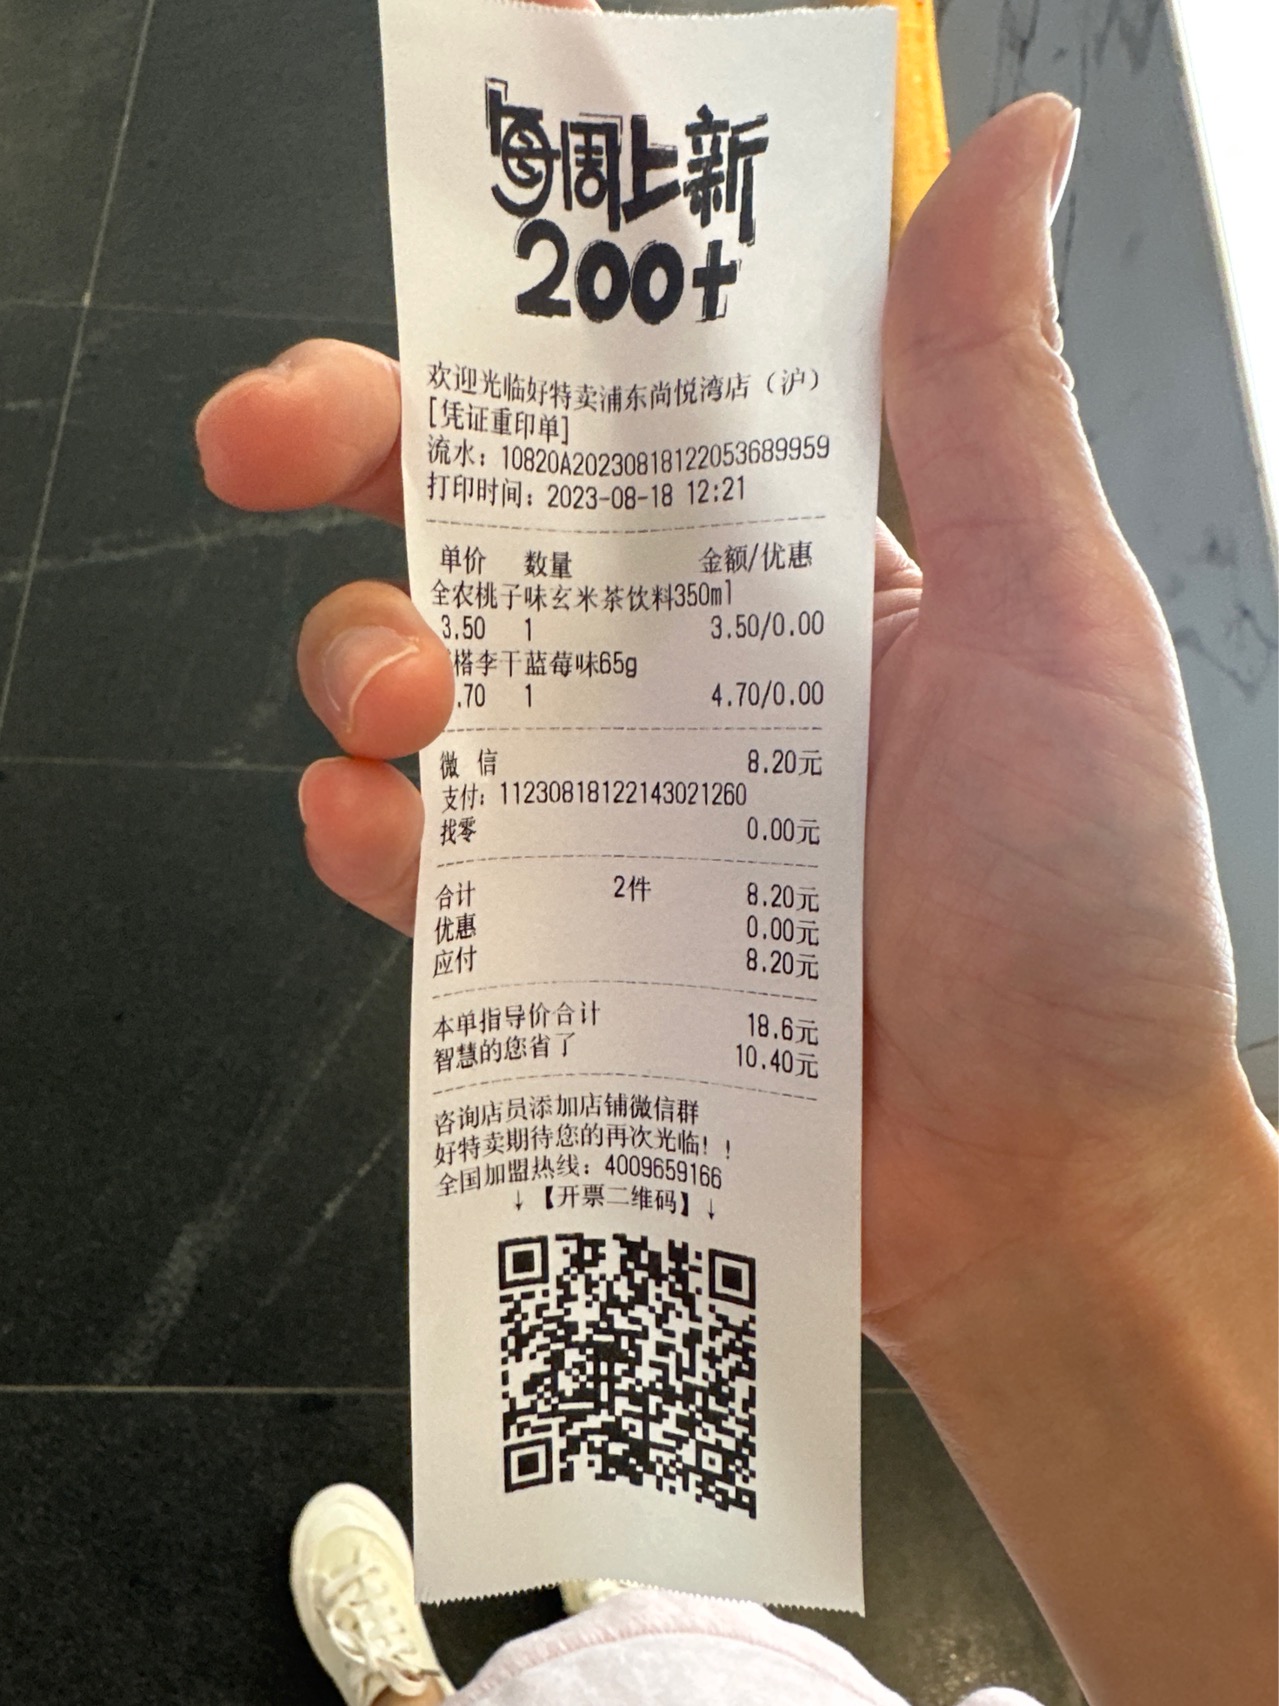 每周上新
200+
欢迎光临好特卖浦东尚悦湾店（沪）
[凭证重印单]
流水：10820A20230818122053689959
打印时间：2023-08-18 12:21
单价 数量 金额/优惠
全农桃子味玄米茶饮料350ml
3.50 1 3.50/0.00
李干蓝莓味65g
.70 1 4.70/0.00
微 信 8.20元
支付：11230818122143021260
找零 0.00元
合计 2件 8.20元
优惠 0.00元
应付 8.20元
本单指导价合计 18.6元
智慧的您省了 10.40元
咨询店员添加店铺微信群
好特卖期待您的再次光临！！
全国加盟热线：4009659166
↓【开票二维码】↓